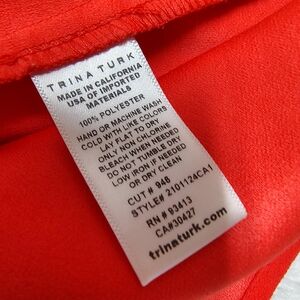 TRINA TURK
MADE IN CALIFORNIA
USA OF IMPORTED
MATERIALS
100% POLYESTER
HAND OR MACHINE WASH
COLD WITH LIKE COLORS
LAY FLAT TO DRY
ONLY NON CHLORINE
BLEACH WHEN NEEDED
DO NOT TUMBLE DRY
LOW IRON IF NEEDED
OR DRY CLEAN
CUT# 948
STYLE# 2101124CA1
RN# 93413
CA#30427
trinaturk.com